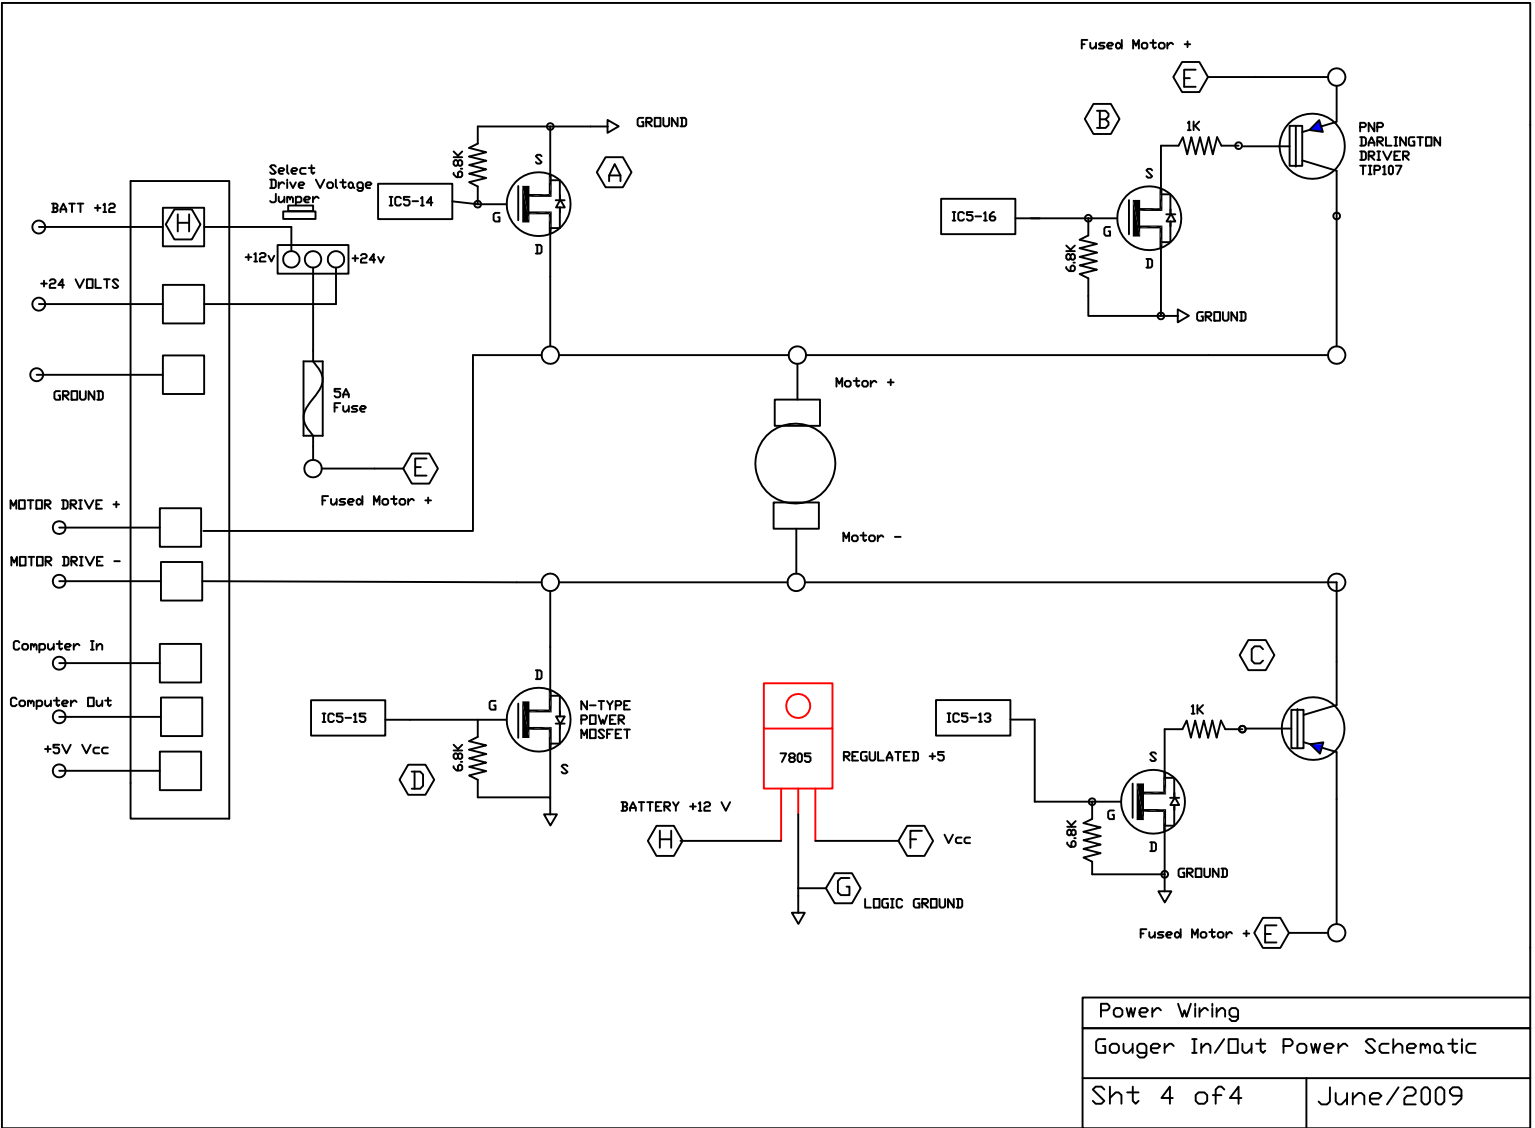 Fused Motor +
E
B
1K
PNP
DARLINGTON
DRIVER
TIP107
GROUND
S
6.8K
A
Select
Drive Voltage
Jumper
IC5-14
G
D
BATT +12
H
+12v
+24v
+24 VOLTS
S
IC5-16
G
6.8K
D
GROUND
GROUND
5A
Fuse
Motor +
E
Fused Motor +
MOTOR DRIVE +
Motor -
MOTOR DRIVE -
Computer In
C
D
Computer Out
G
IC5-15
N-TYPE
POWER
MOSFET
IC5-13
1K
+5V Vcc
6.8K
S
D
7805
REGULATED +5
S
BATTERY +12 V
G
H
F
Vcc
6.8K
D
GROUND
G
LOGIC GROUND
Fused Motor +
E
Power Wiring
Gouger In/Out Power Schematic
Sht 4 of4
June/2009